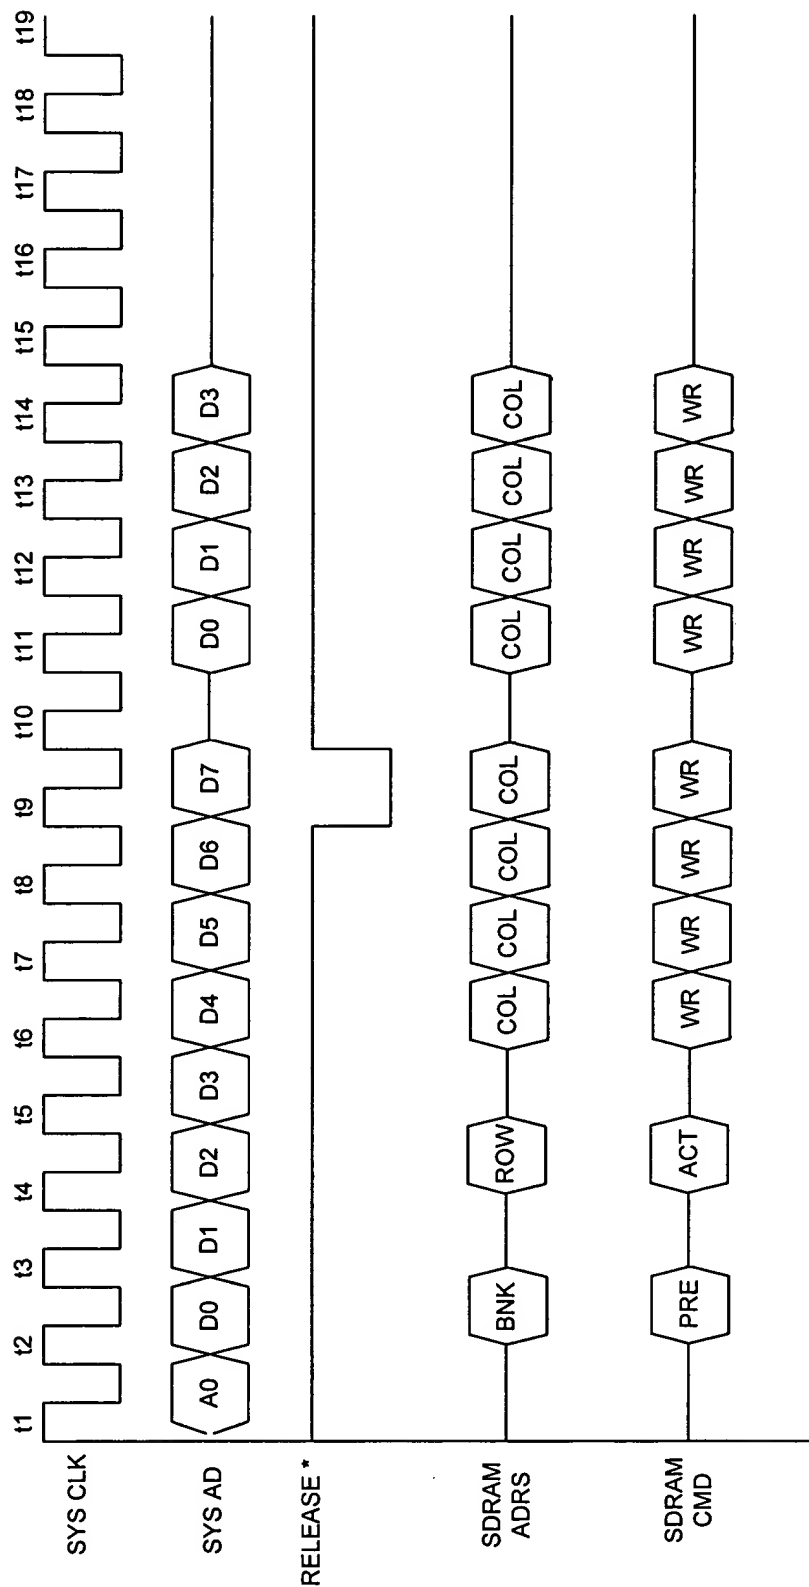 t1 t2 t3 t4 t5 t6 t7 t8 t9 t10 t11 t12 t13 t14 t15 t16 t17 t18 t19
SYS CLK
SYS AD A0 D0 D1 D2 D3 D4 D5 D6 D7 D0 D1 D2 D3
RELEASE *
SDRAM
ADRS
BNK ROW COL COL COL COL COL COL COL COL
SDRAM
CMD
PRE ACT WR WR WR WR WR WR WR WR